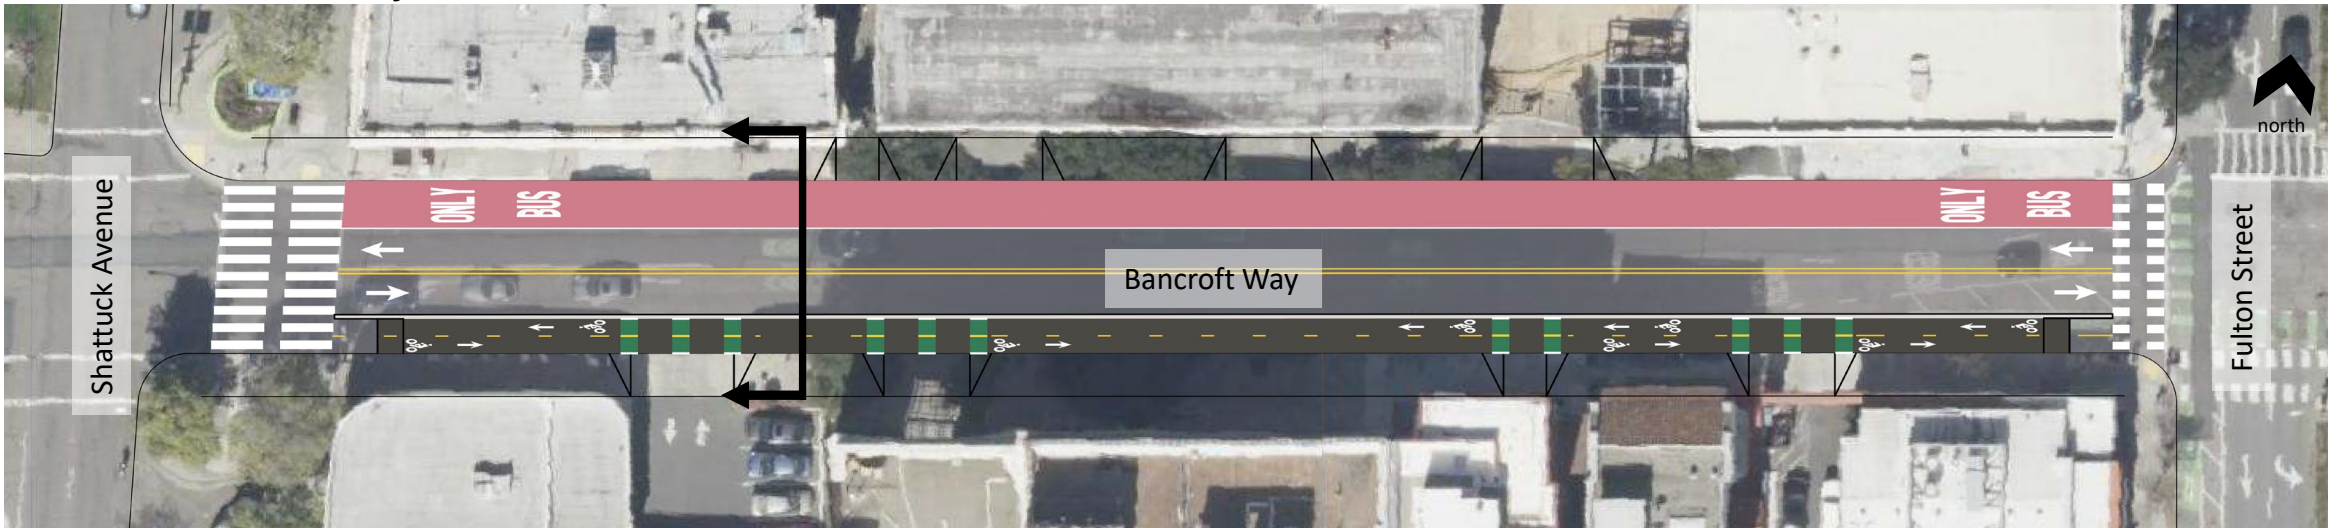 north
ONLY
BUS
ONLY
BUS
Shattuck Avenue
Bancroft Way
Fulton Street